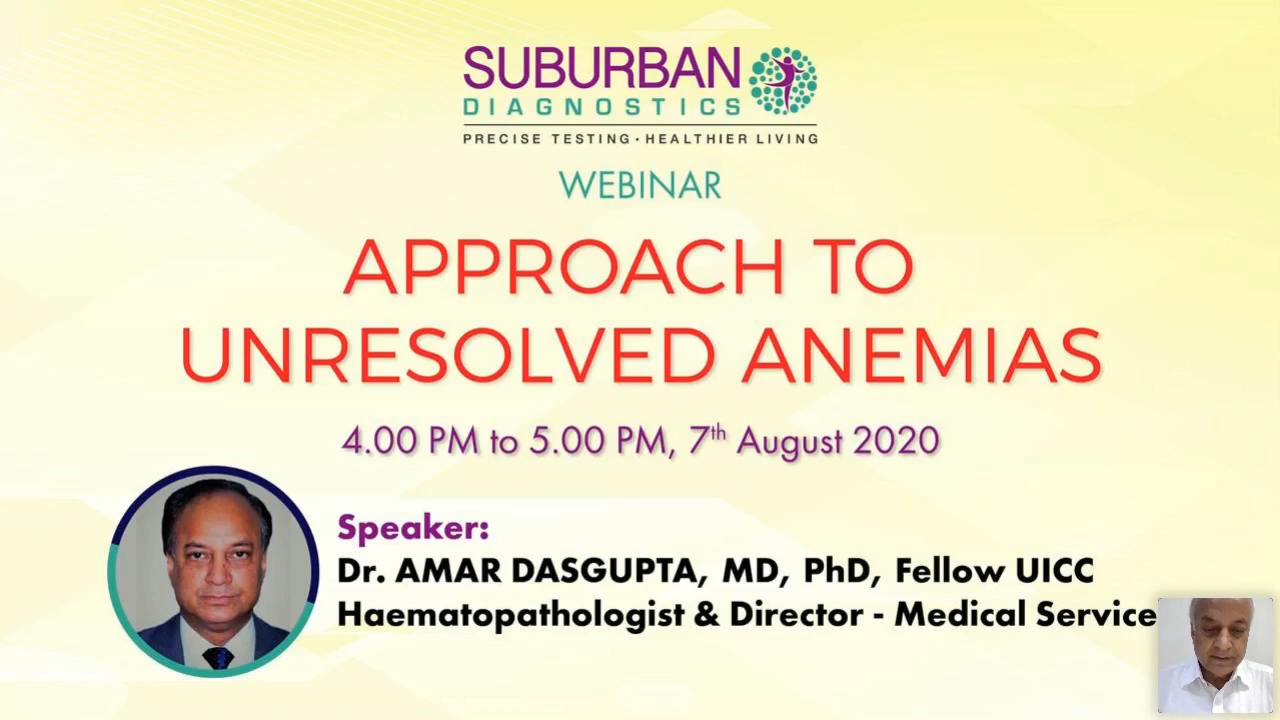 SUBURBAN
DIAGNOSTICS
PRECISE TESTING · HEALTHIER LIVING
WEBINAR
APPROACH TO
UNRESOLVED ANEMIAS
4.00 PM to 5.00 PM, 7th August 2020
Speaker:
Dr. AMAR DASGUPTA, MD, PhD, Fellow UICC
Haematopathologist & Director - Medical Service